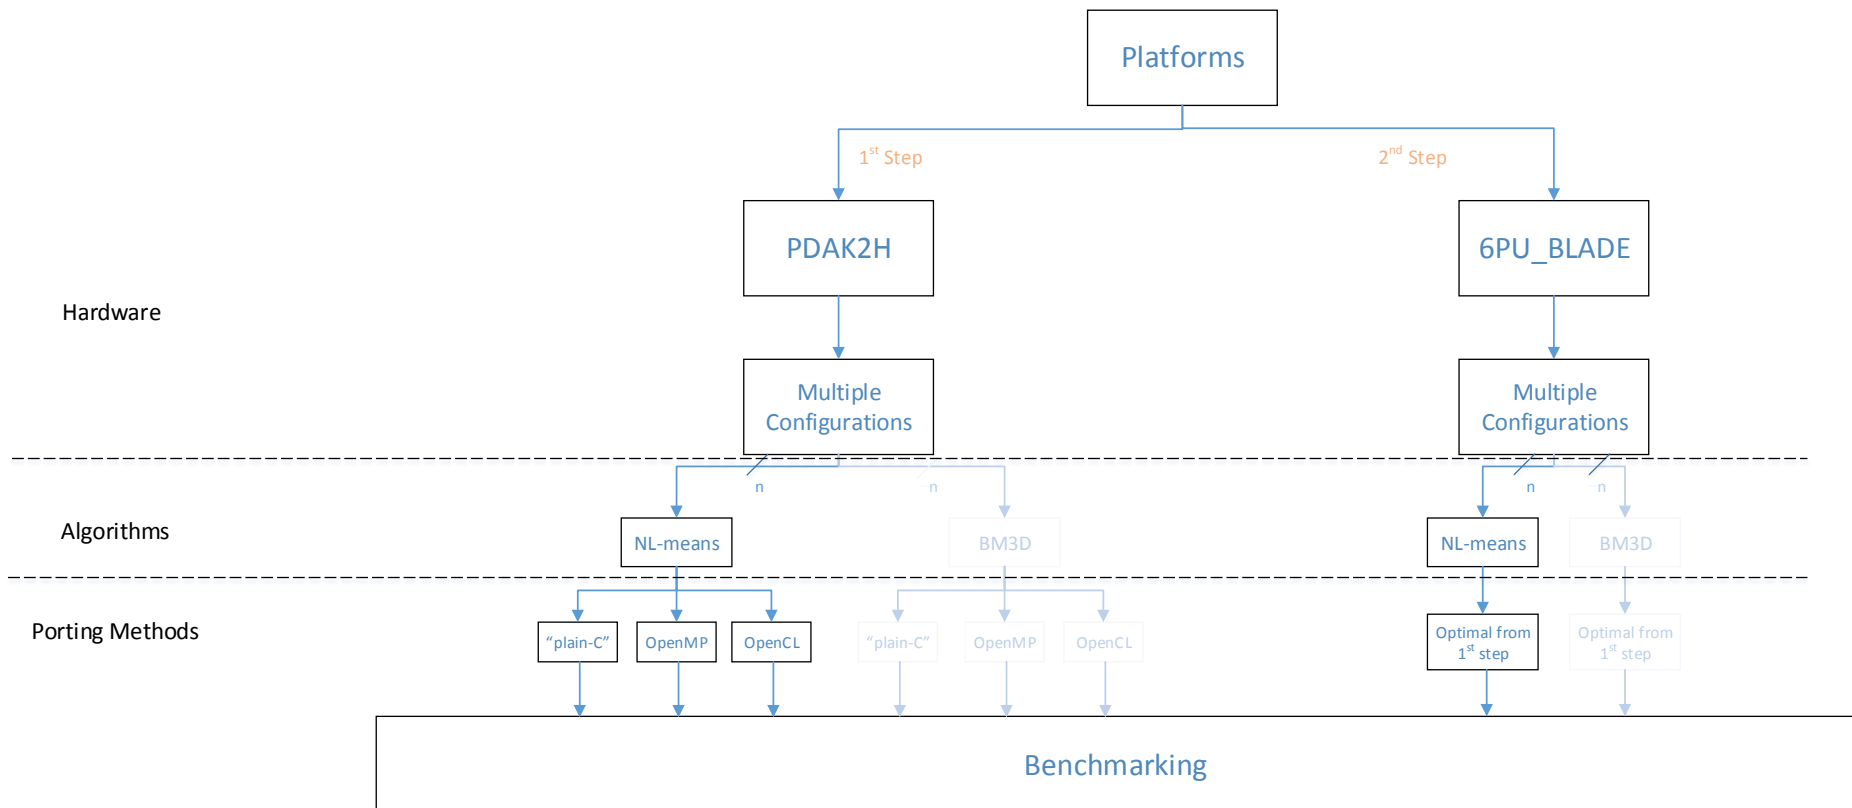 Platforms
1st Step
2nd Step
PDAK2H
6PU_BLADE
Hardware
Multiple
Configurations
Multiple
Configurations
n
n
n
n
Algorithms
NL-means
BM3D
NL-means
BM3D
Porting Methods
“plain-C”
OpenMP
OpenCL
“plain-C”
OpenMP
OpenCL
Optimal from
1st step
Optimal from
1st step
Benchmarking